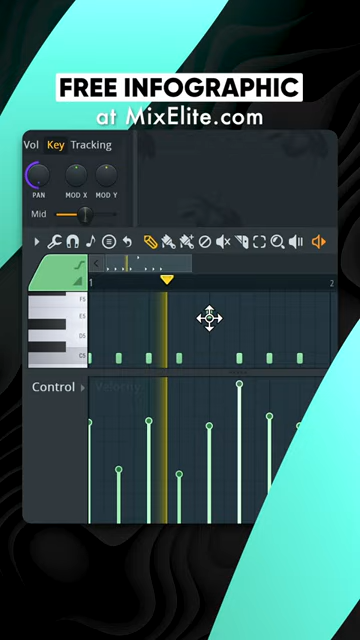 FREE INFOGRAPHIC
at MixElite.com
Vol Key Tracking
PAN MOD X MOD Y
Mid
1 2
F5
E5
D5
C5
Control Velocity